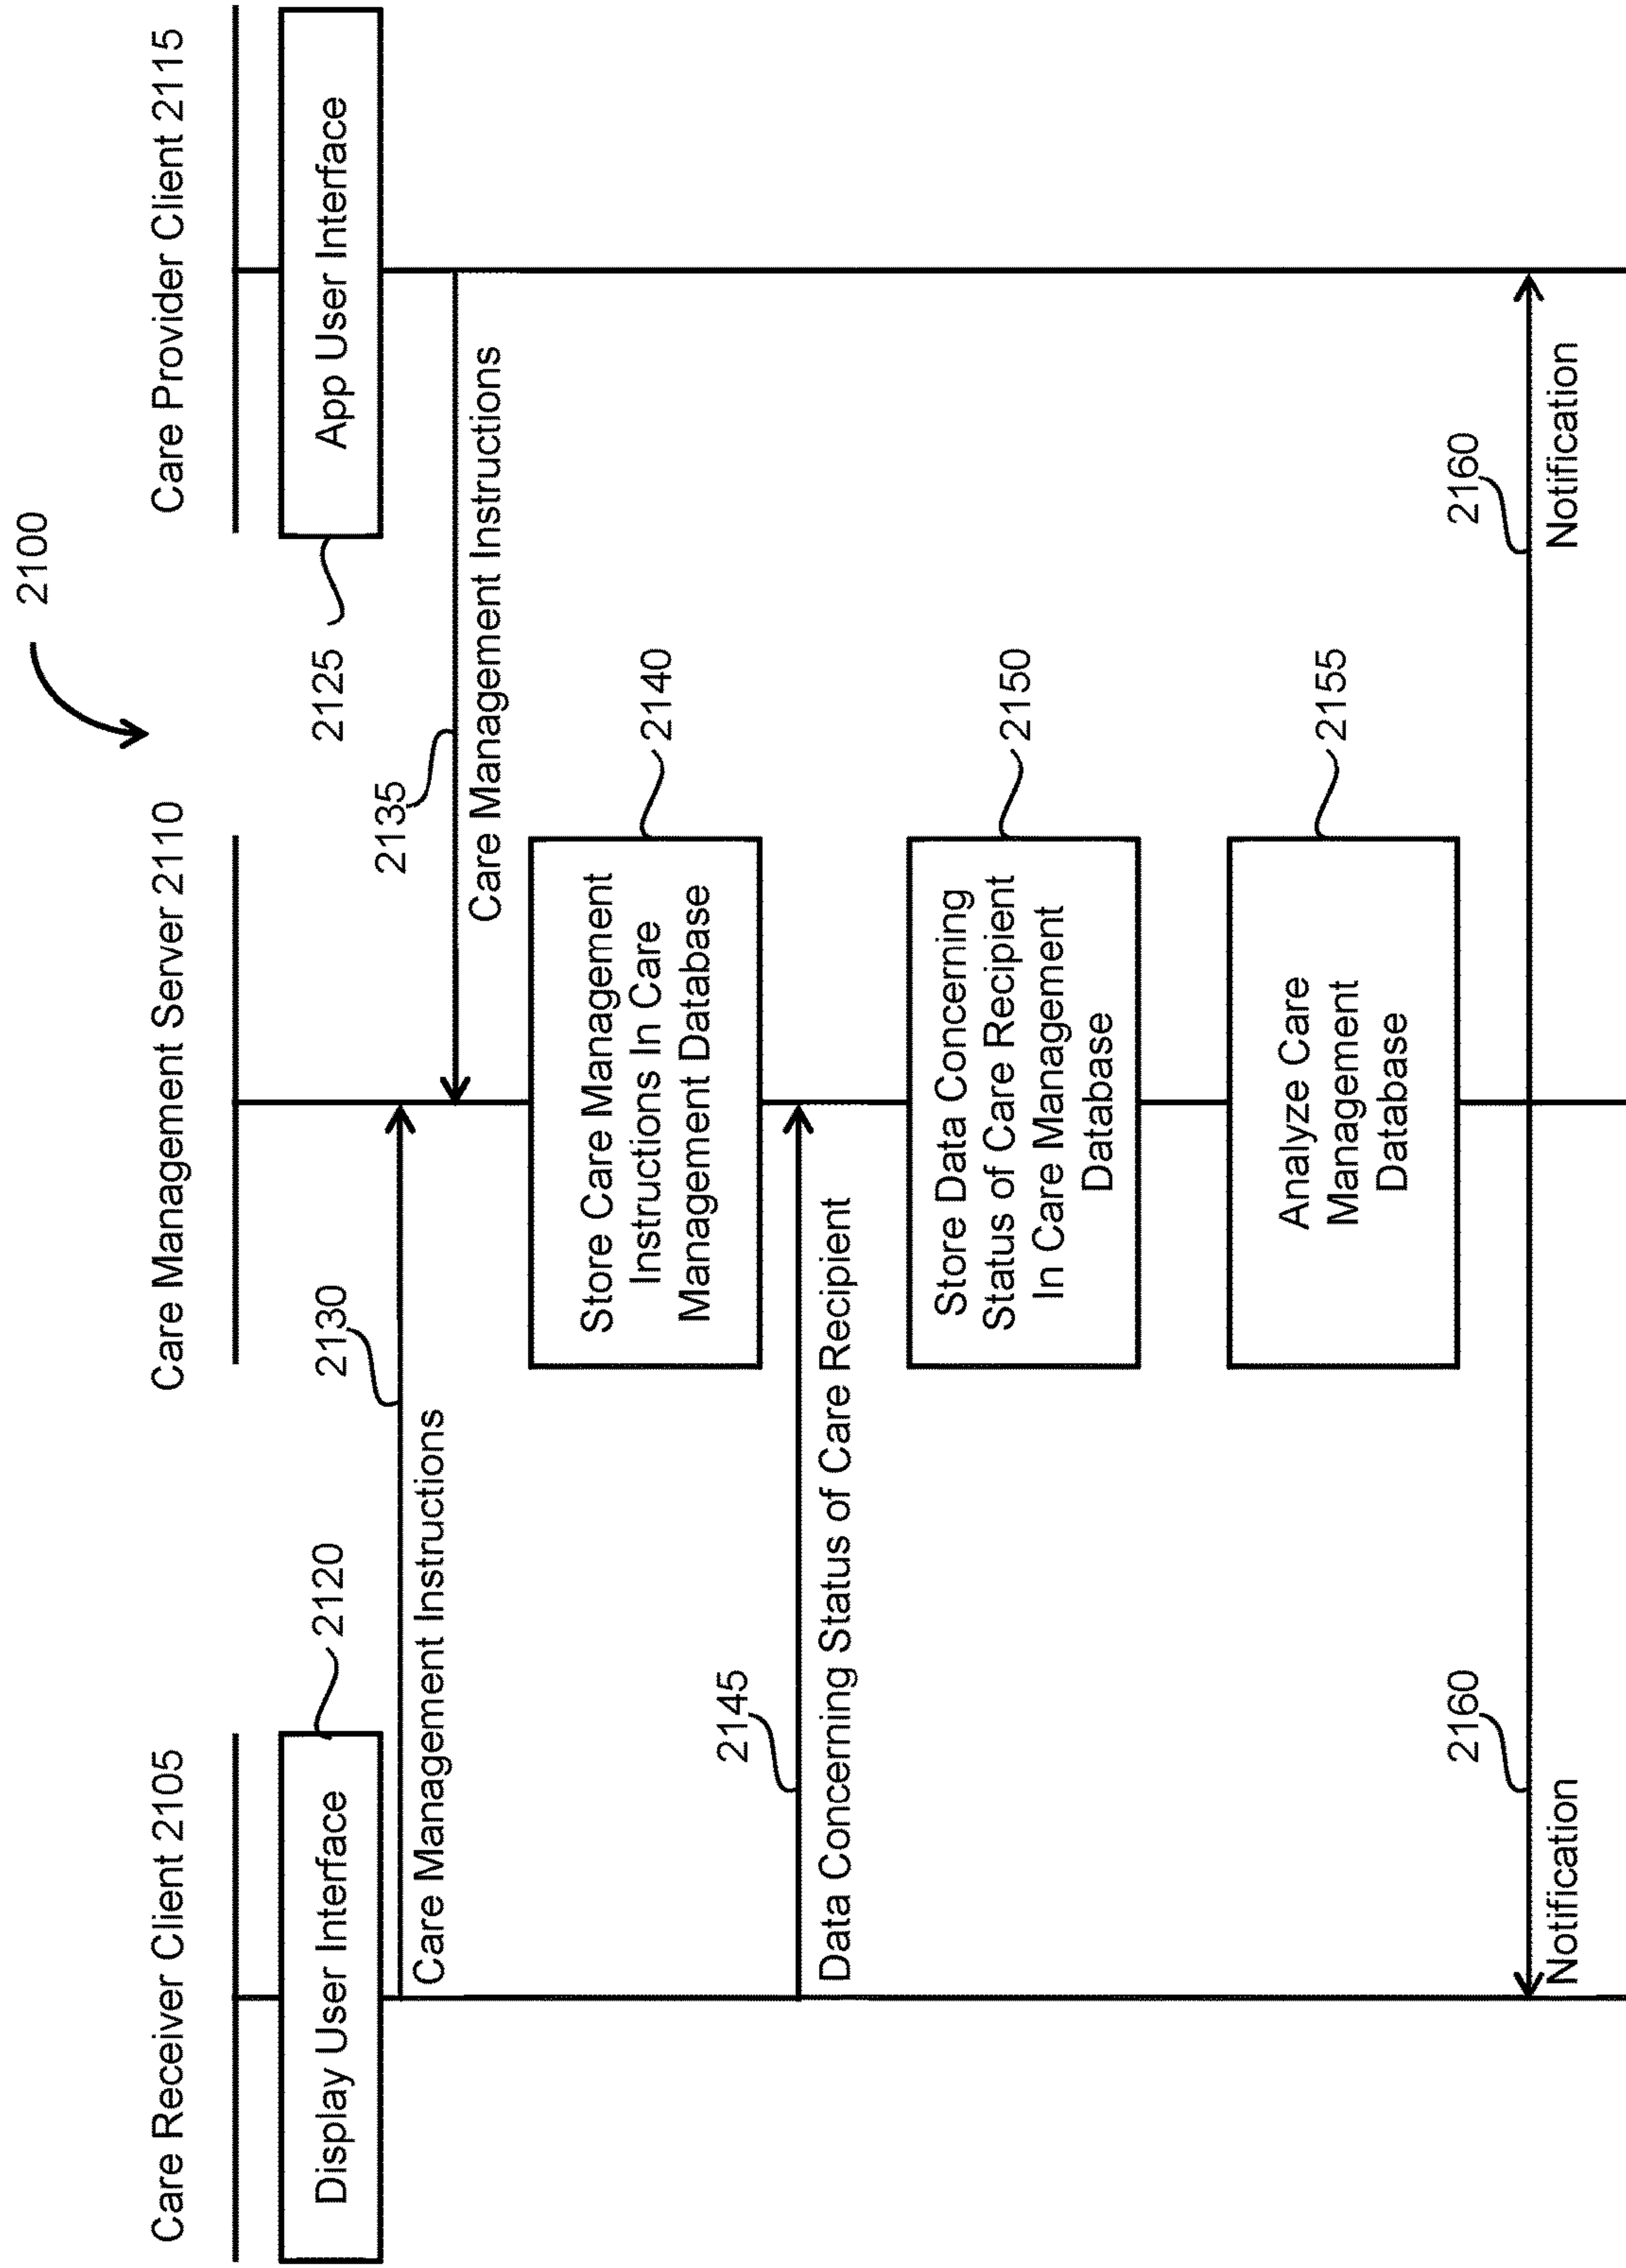 2100
Care Receiver Client 2105
Care Management Server 2110
Care Provider Client 2115
Display User Interface
2120
2125
App User Interface
2130
Care Management Instructions
2135
Care Management Instructions
Store Care Management
Instructions In Care
Management Database
2140
2145
Data Concerning Status of Care Recipient
Store Data Concerning
Status of Care Recipient
In Care Management
Database
2150
Analyze Care
Management
Database
2155
2160
Notification
2160
Notification